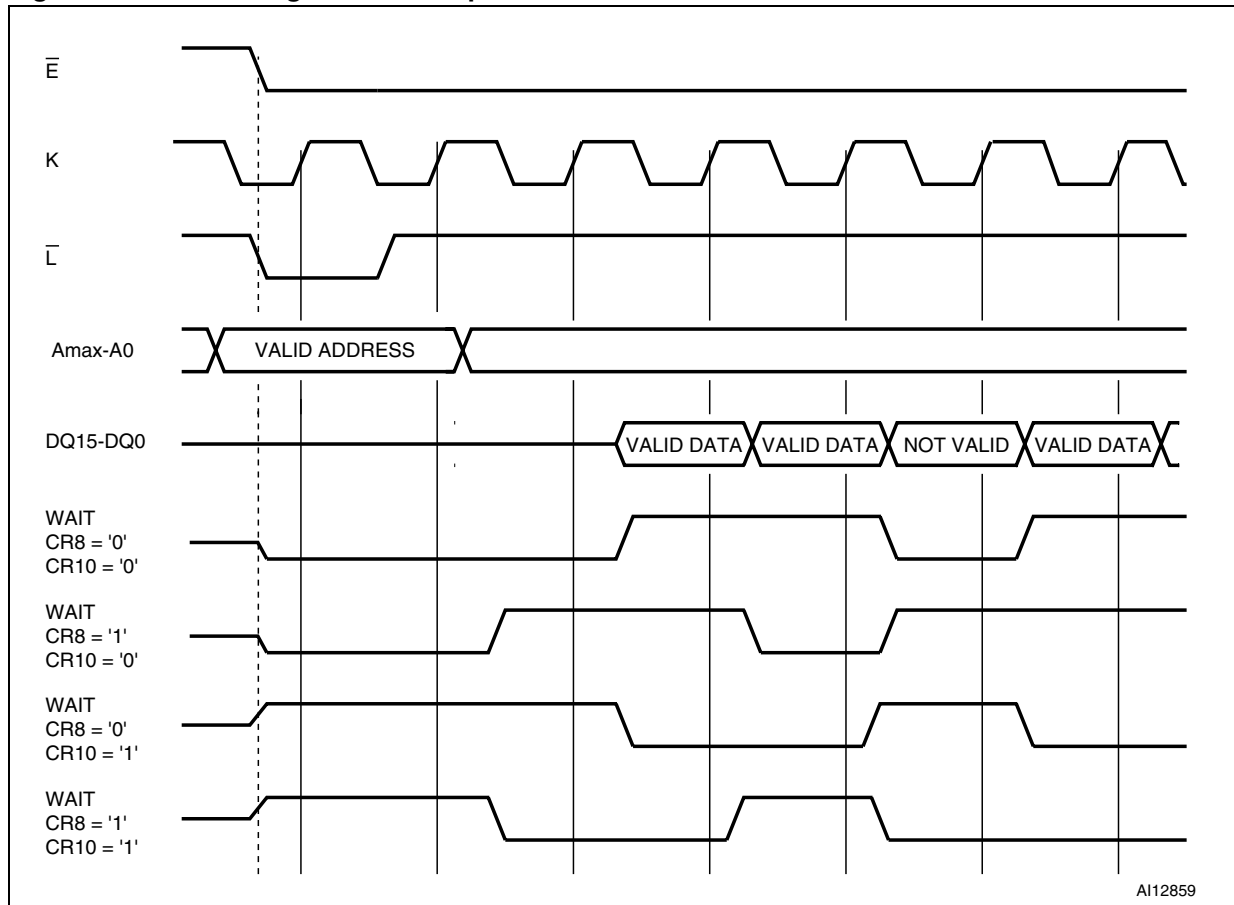 E
K
L
Amax-A0
VALID ADDRESS
DQ15-DQ0
VALID DATA
VALID DATA
NOT VALID
VALID DATA
WAIT
CR8 = '0'
CR10 = '0'
WAIT
CR8 = '1'
CR10 = '0'
WAIT
CR8 = '0'
CR10 = '1'
WAIT
CR8 = '1'
CR10 = '1'
AI12859